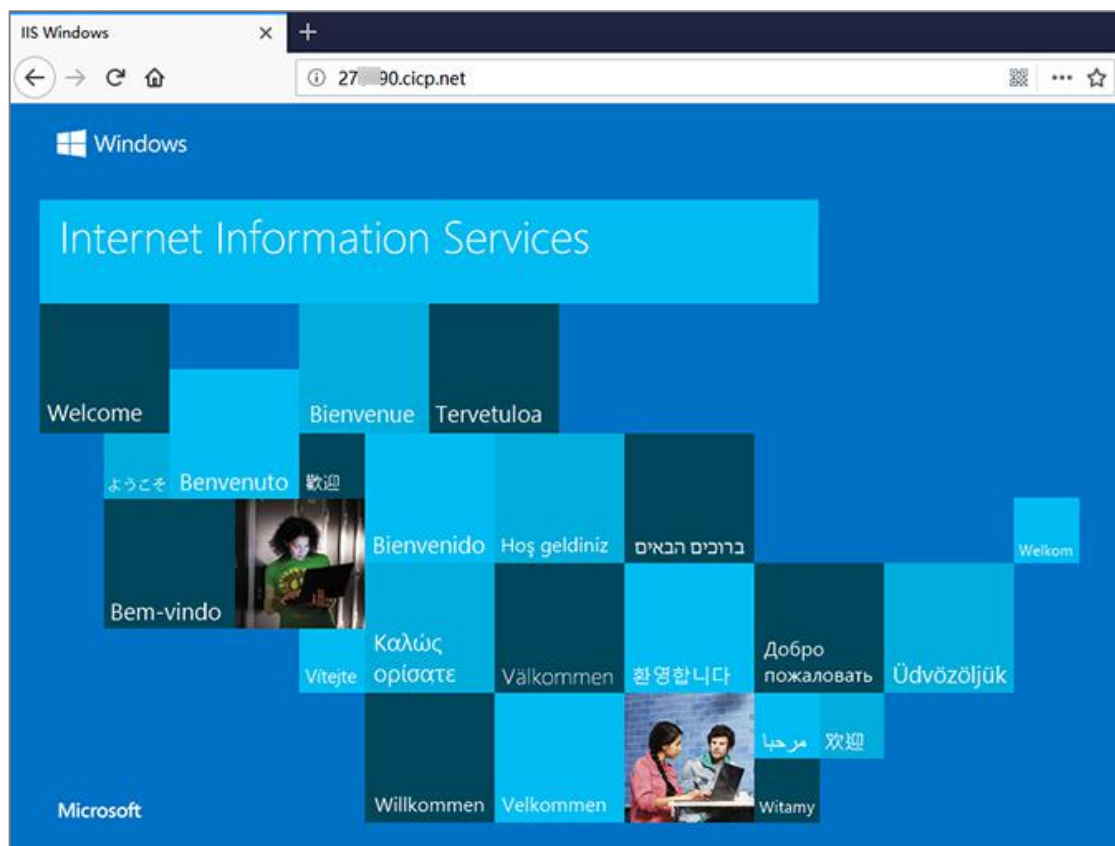 IIS Windows
27 90.cicp.net
Windows
Internet Information Services
Welcome
Bienvenue
Tervetuloa
ようこそ
Benvenuto
歡迎
Bienvenido
Hoş geldiniz
ברוכים הבאים
Welkom
Bem-vindo
Vítejte
Καλώς
ορίσατε
Välkommen
환영합니다
Добро
пожаловать
Üdvözöljük
مرحبا
欢迎
Willkommen
Velkommen
Witamy
Microsoft